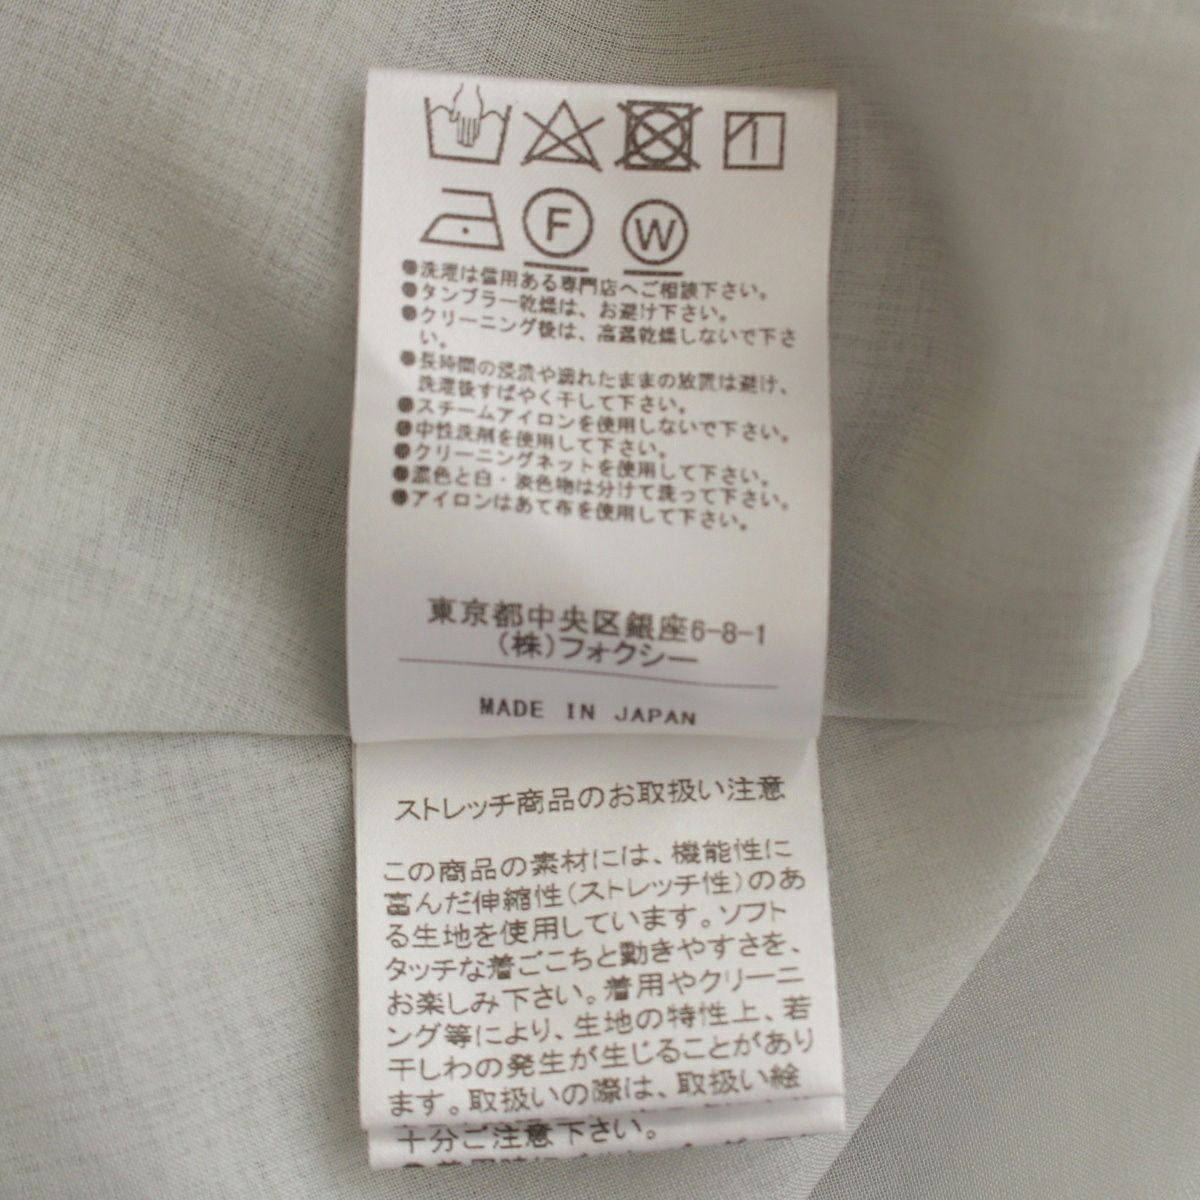 F W
●洗濯は信用ある専門店へご相談下さい。
●タンブラー乾燥は、お避け下さい。
●クリーニング後は、高温乾燥しないで下さ
い。
●長時間の浸漬や濡れたままの放置は避け、
洗濯後すばやく干して下さい。
●スチームアイロンを使用しないで下さい。
●中性洗剤を使用して下さい。
●クリーニングネットを使用して下さい。
●濃色と白・淡色物は分けて洗って下さい。
●アイロンはあて布を使用して下さい。
東京都中央区銀座6-8-1
(株)フォクシー
MADE IN JAPAN
ストレッチ商品のお取扱い注意
この商品の素材には、機能性に
富んだ伸縮性(ストレッチ性)のあ
る生地を使用しています。ソフト
タッチな着ごこちと動きやすさを、
お楽しみ下さい。着用やクリーニ
ング等により、生地の特性上、若
干しわの発生が生じることがあり
ます。取扱いの際は、取扱い絵
十分ご注意下さい。